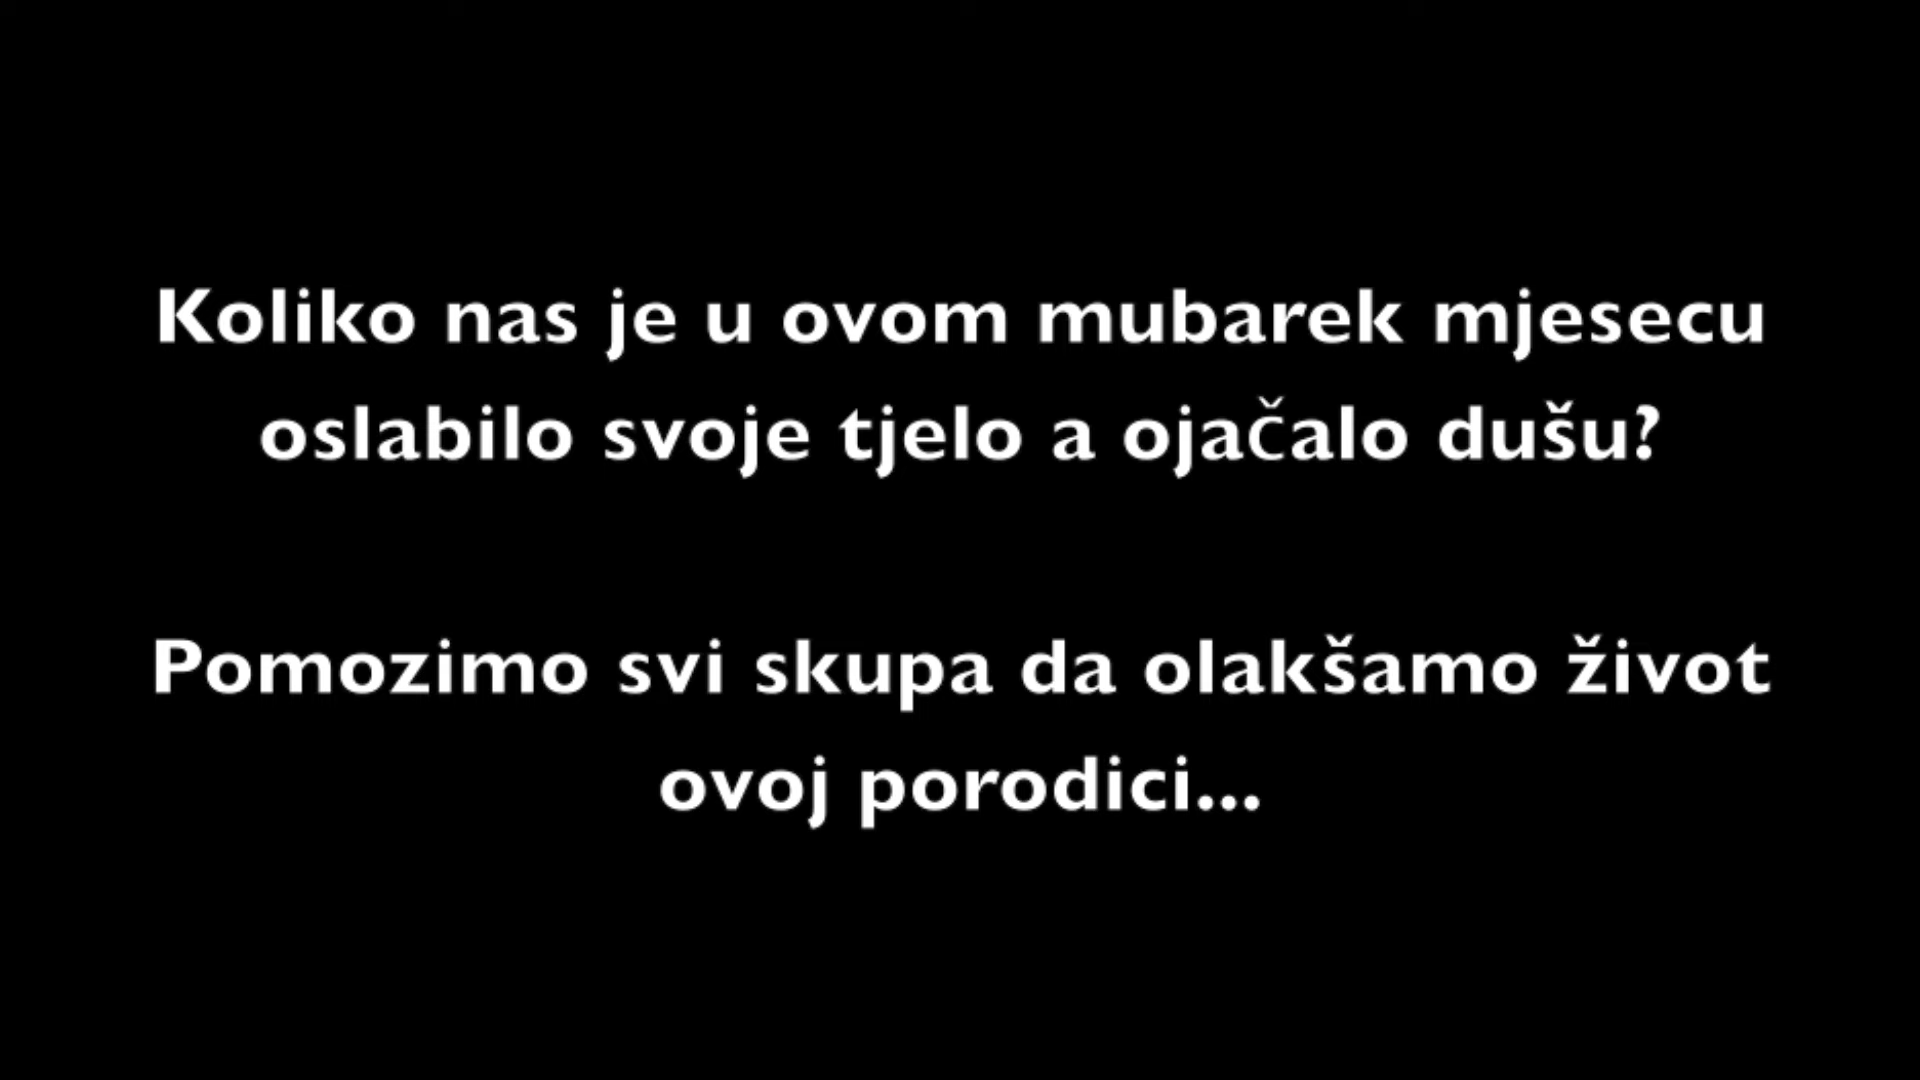 Koliko nas je u ovom mubarek mjesecu
oslabilo svoje tjelo a ojačalo dušu?
Pomozimo svi skupa da olakšamo život
ovoj porodici...